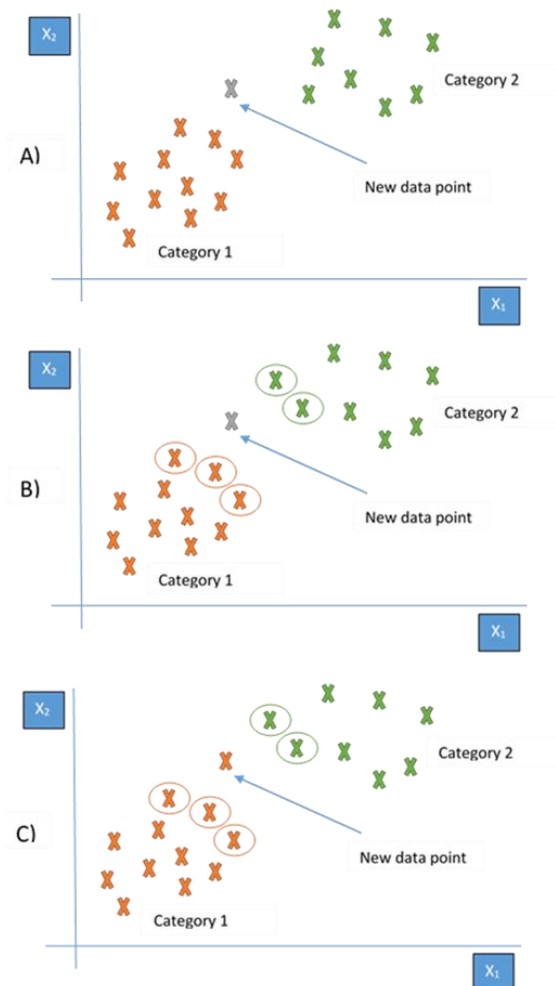 X₂
Category 2
A)
New data point
Category 1
X₁
X₂
Category 2
B)
New data point
Category 1
X₁
X₂
Category 2
C)
New data point
Category 1
X₁